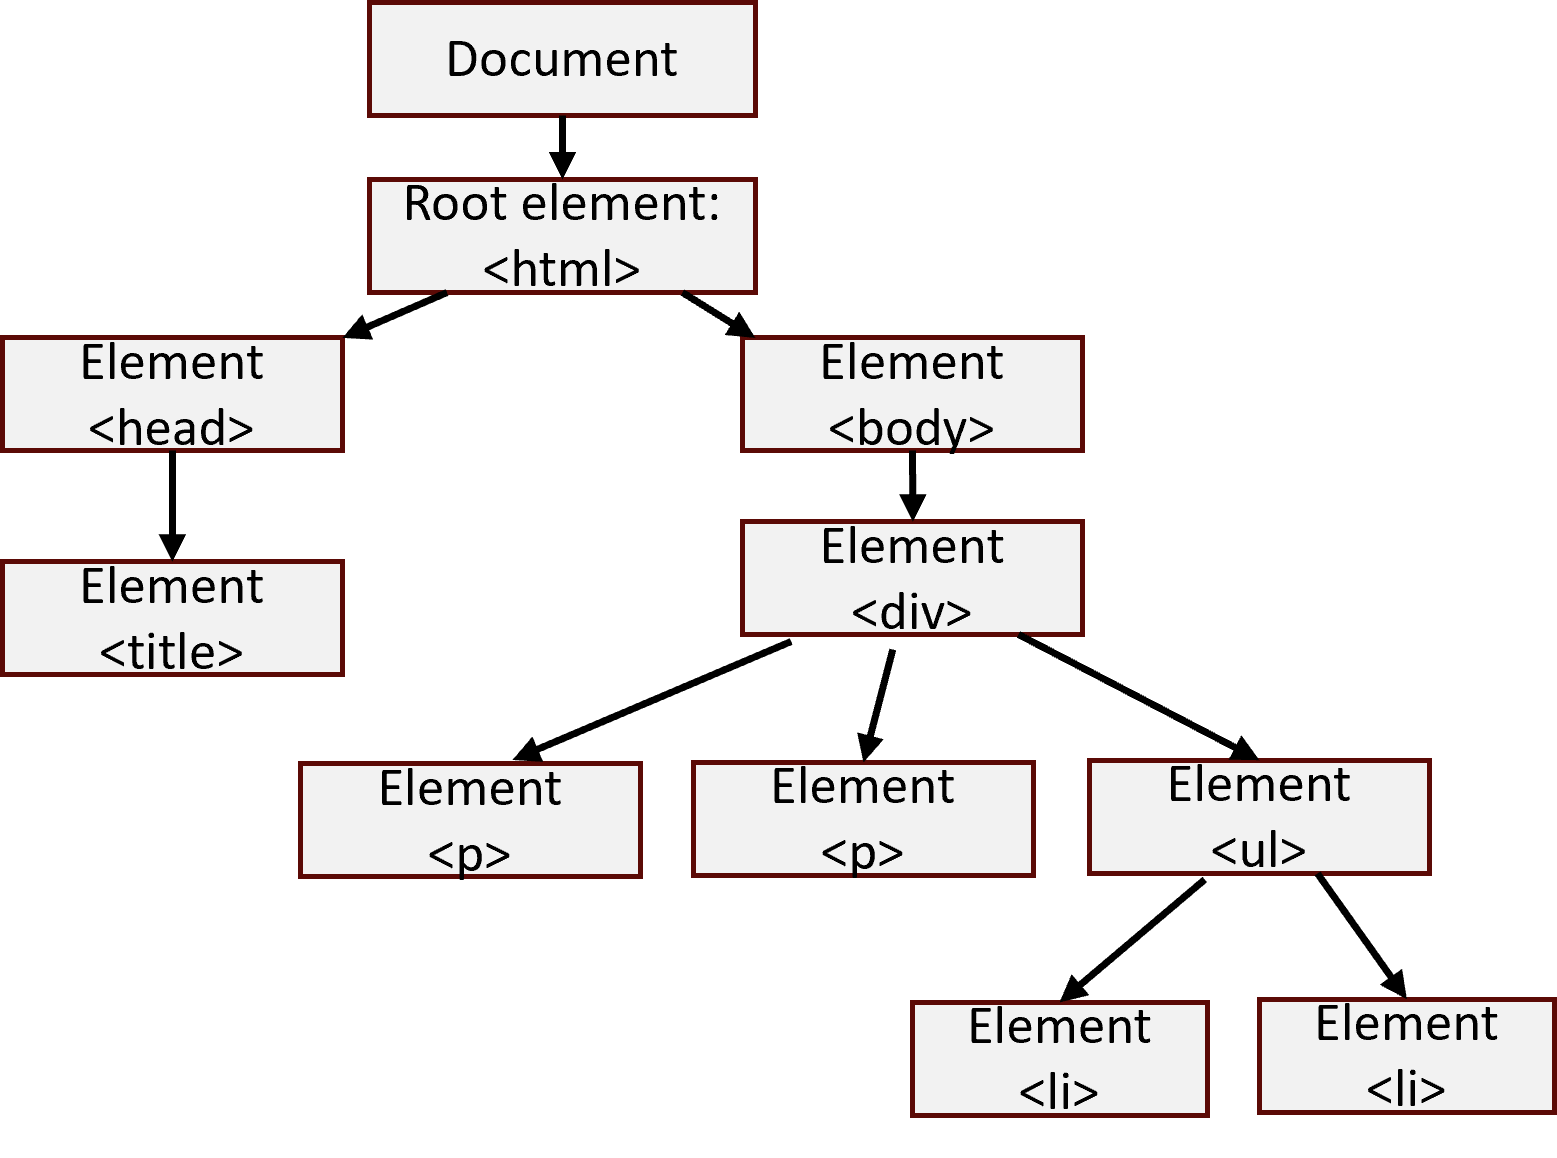 Document
Root element:
<html>
Element
<head>
Element
<body>
Element
<div>
Element
<title>
Element
<p>
Element
<p>
Element
<ul>
Element
<li>
Element
<li>